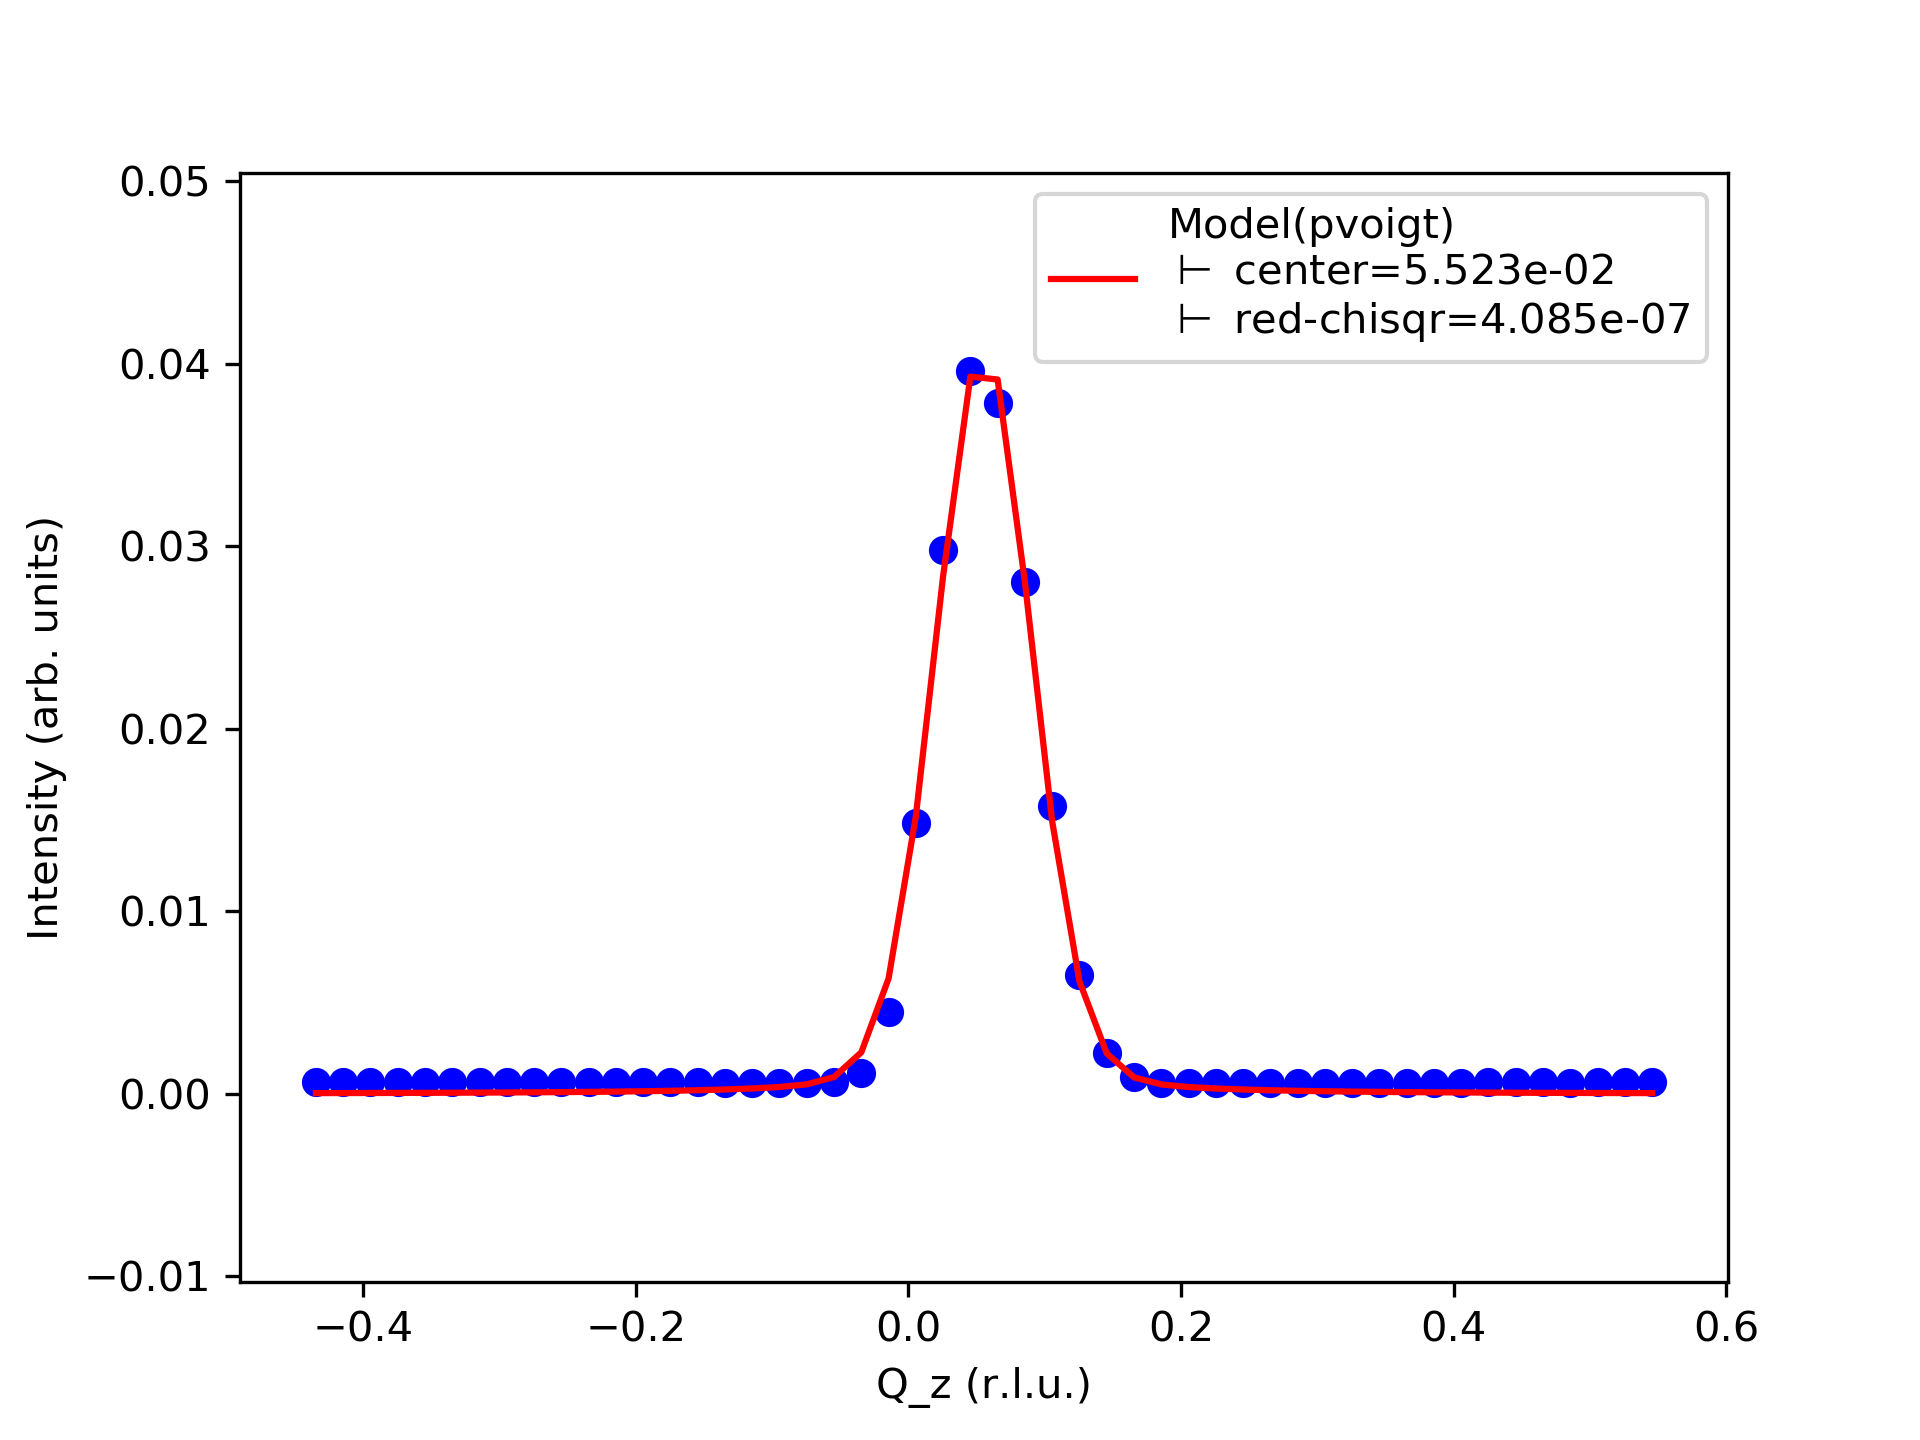 0.05
0.04
0.03
0.02
0.01
0.00
−0.01
Intensity (arb. units)
Model(pvoigt)
⊢ center=5.523e-02
⊢ red-chisqr=4.085e-07
−0.4 −0.2 0.0 0.2 0.4 0.6
Q_z (r.l.u.)